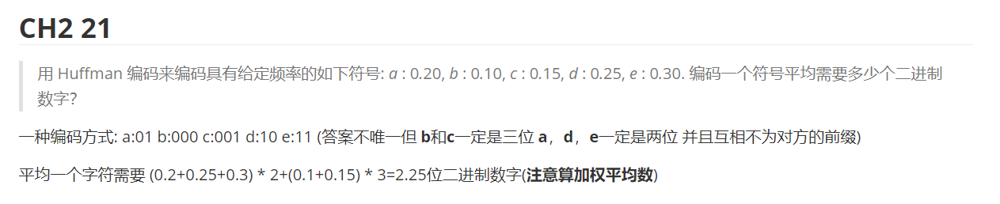 CH2 21
用 Huffman 编码来编码具有给定频率的如下符号: a : 0.20, b : 0.10, c : 0.15, d : 0.25, e : 0.30. 编码一个符号平均需要多少个二进制
数字?
一种编码方式: a:01 b:000 c:001 d:10 e:11 (答案不唯一但 b和c一定是三位 a，d，e一定是两位 并且互相不为对方的前缀)
平均一个字符需要 (0.2+0.25+0.3) * 2+(0.1+0.15) * 3=2.25位二进制数字(注意算加权平均数)